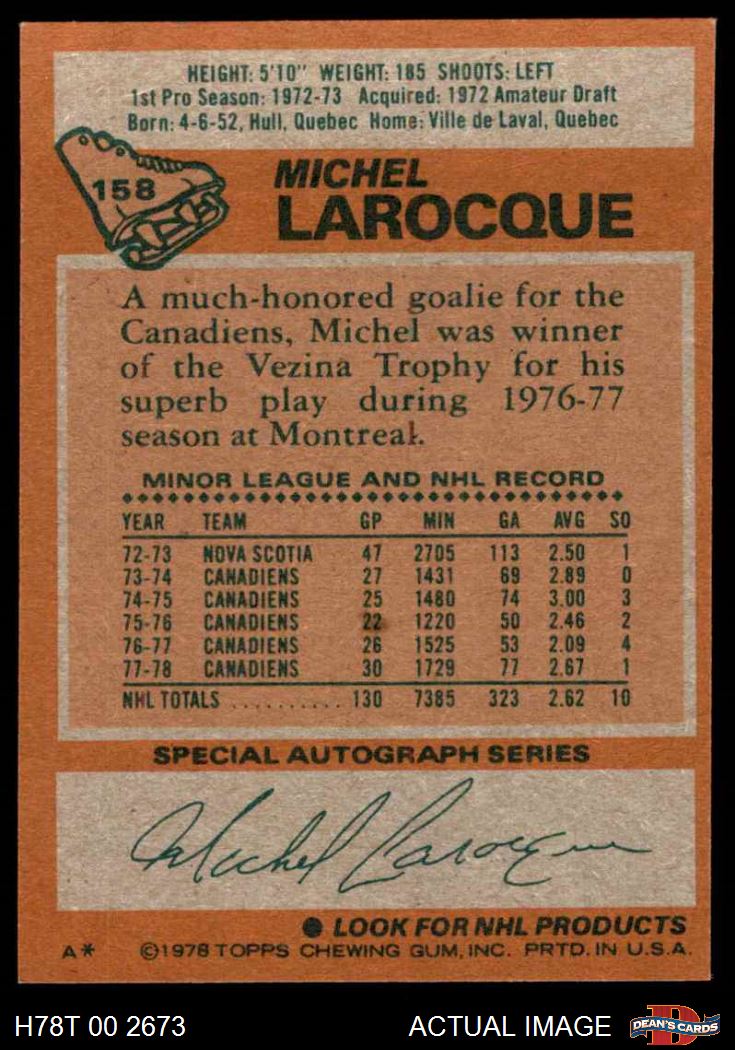 HEIGHT: 5'10" WEIGHT: 185 SHOOTS: LEFT
1st Pro Season: 1972-73 Acquired: 1972 Amateur Draft
Born: 4-6-52, Hull, Quebec Home: Ville de Laval, Quebec
158
MICHEL
LAROCQUE
A much-honored goalie for the
Canadiens, Michel was winner
of the Vezina Trophy for his
superb play during 1976-77
season at Montreal.
MINOR LEAGUE AND NHL RECORD
YEAR TEAM GP MIN GA AVG SO
72-73 NOVA SCOTIA 47 2705 113 2.50 1
73-74 CANADIENS 27 1431 69 2.89 0
74-75 CANADIENS 25 1480 74 3.00 3
75-76 CANADIENS 22 1220 50 2.46 2
76-77 CANADIENS 26 1525 53 2.09 4
77-78 CANADIENS 30 1729 77 2.67 1
NHL TOTALS .......... 130 7385 323 2.62 10
SPECIAL AUTOGRAPH SERIES
Michel Larocque
● LOOK FOR NHL PRODUCTS
A* ©1978 TOPPS CHEWING GUM, INC. PRTD. IN U.S.A.
H78T 00 2673 ACTUAL IMAGE D DEAN'S CARDS